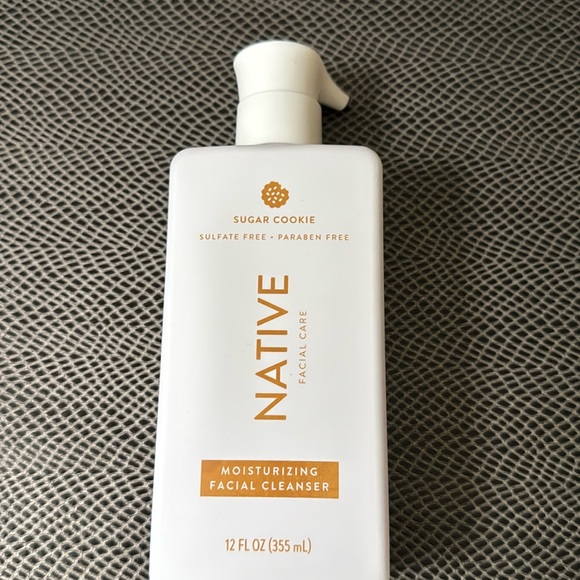 SUGAR COOKIE
SULFATE FREE • PARABEN FREE
NATIVE
FACIAL CARE
MOISTURIZING
FACIAL CLEANSER
12 FL OZ (355 mL)